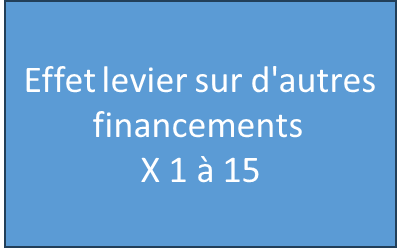 Effet levier sur d'autres
financements
X 1 à 15